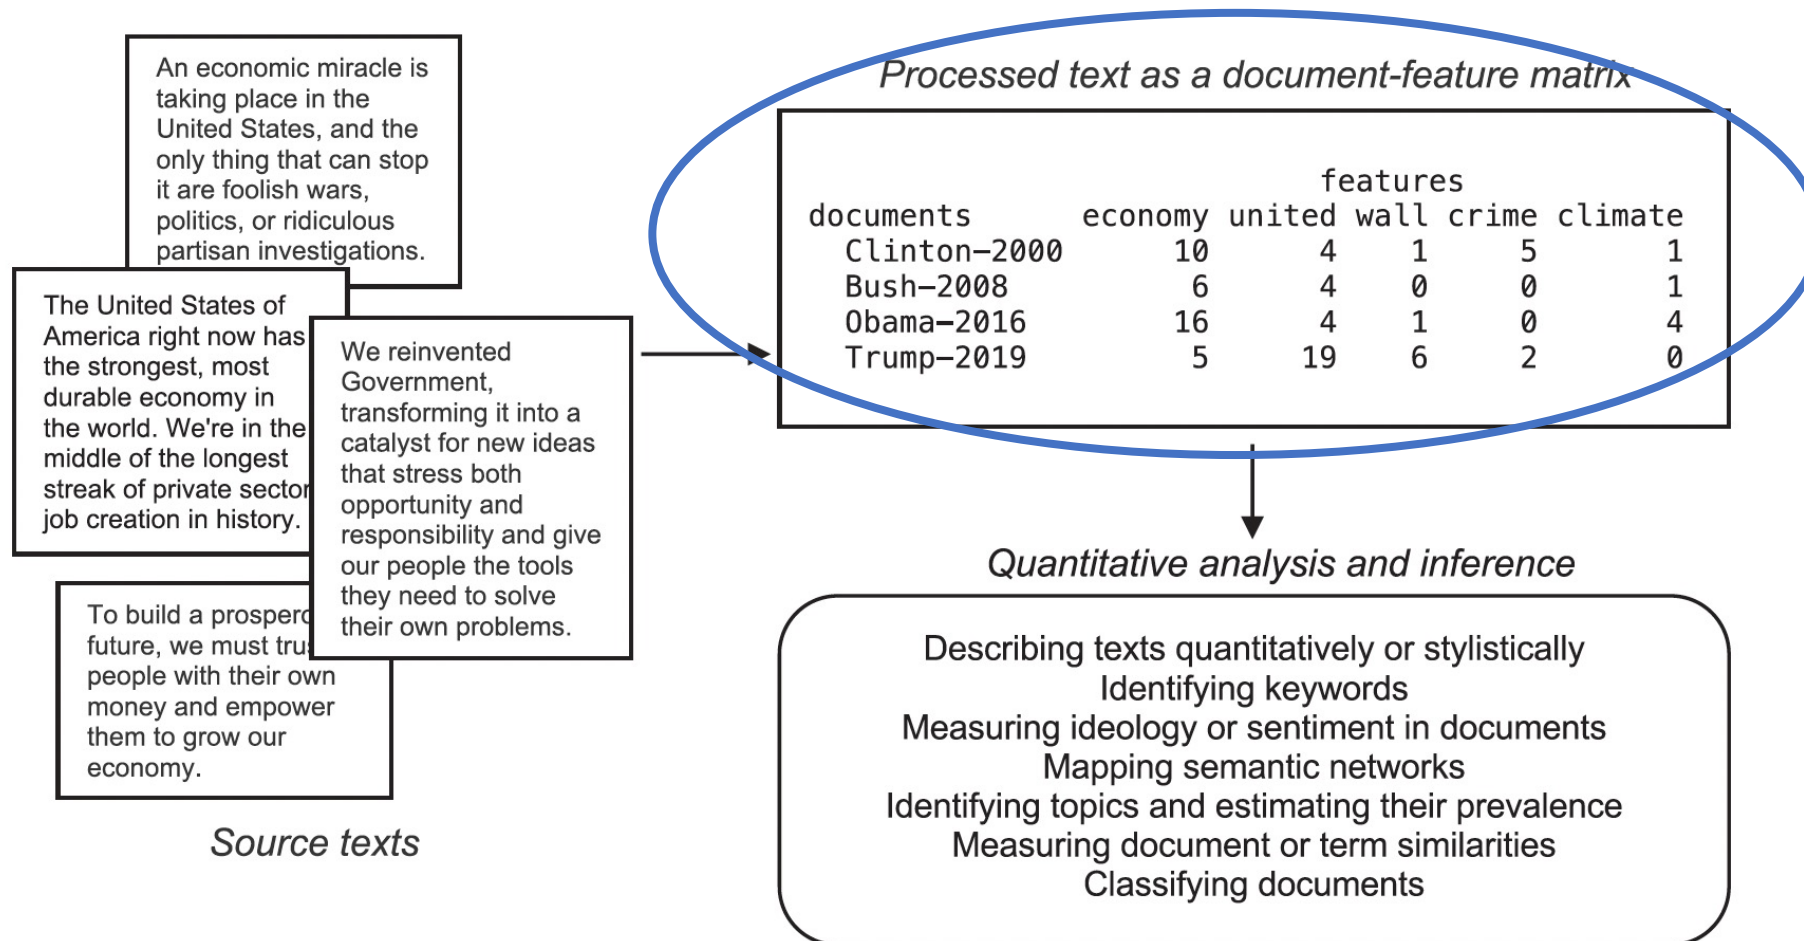 An economic miracle is
taking place in the
United States, and the
only thing that can stop
it are foolish wars,
politics, or ridiculous
partisan investigations.
The United States of
America right now has
the strongest, most
durable economy in
the world. We're in the
middle of the longest
streak of private sector
job creation in history.
We reinvented
Government,
transforming it into a
catalyst for new ideas
that stress both
opportunity and
responsibility and give
our people the tools
they need to solve
their own problems.
To build a prospero
future, we must trus
people with their own
money and empower
them to grow our
economy.
Source texts
Processed text as a document-feature matrix
features
documents economy united wall crime climate
Clinton–2000 10 4 1 5 1
Bush–2008 6 4 0 0 1
Obama–2016 16 4 1 0 4
Trump–2019 5 19 6 2 0
Quantitative analysis and inference
Describing texts quantitatively or stylistically
Identifying keywords
Measuring ideology or sentiment in documents
Mapping semantic networks
Identifying topics and estimating their prevalence
Measuring document or term similarities
Classifying documents